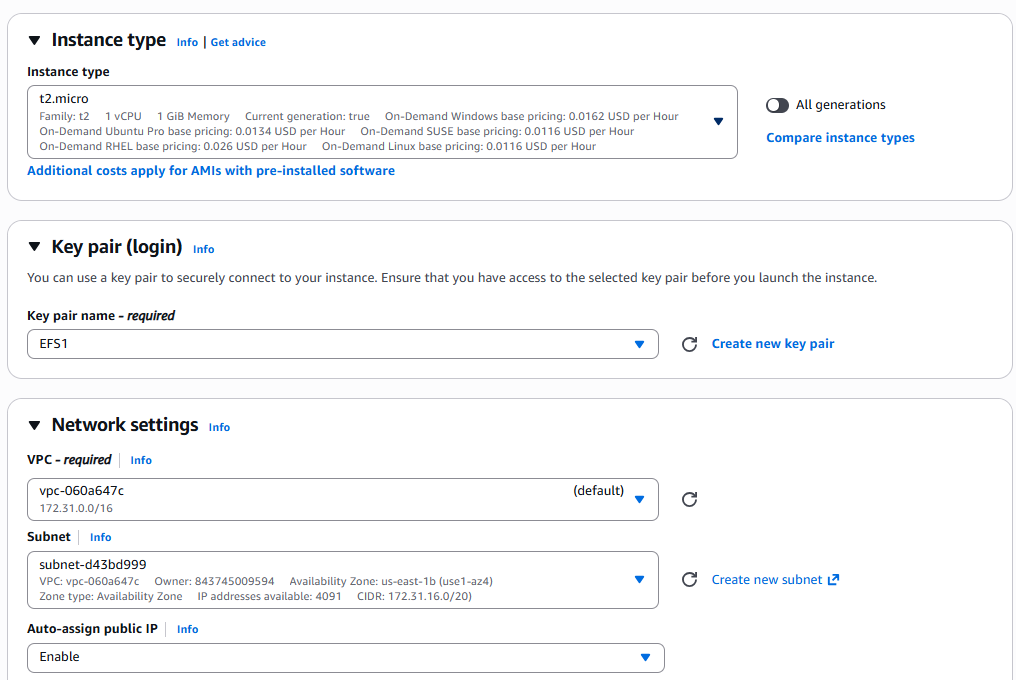 Instance type Info | Get advice
Instance type
t2.micro
Family: t2 1 vCPU 1 GiB Memory Current generation: true On-Demand Windows base pricing: 0.0162 USD per Hour
On-Demand Ubuntu Pro base pricing: 0.0134 USD per Hour On-Demand SUSE base pricing: 0.0116 USD per Hour
On-Demand RHEL base pricing: 0.026 USD per Hour On-Demand Linux base pricing: 0.0116 USD per Hour
All generations
Compare instance types
Additional costs apply for AMIs with pre-installed software
Key pair (login) Info
You can use a key pair to securely connect to your instance. Ensure that you have access to the selected key pair before you launch the instance.
Key pair name - required
EFS1
Create new key pair
Network settings Info
VPC - required Info
vpc-060a647c (default)
172.31.0.0/16
Subnet Info
subnet-d43bd999
VPC: vpc-060a647c Owner: 843745009594 Availability Zone: us-east-1b (use1-az4)
Zone type: Availability Zone IP addresses available: 4091 CIDR: 172.31.16.0/20)
Create new subnet
Auto-assign public IP Info
Enable